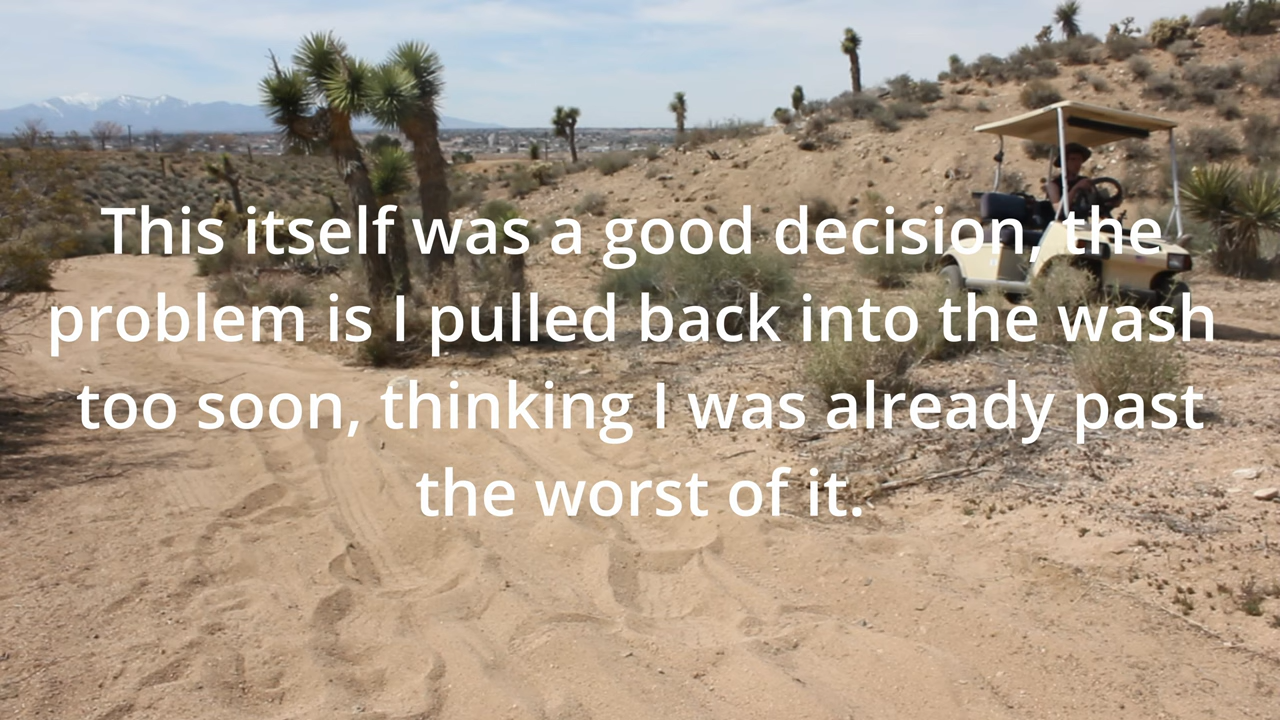 This itself was a good decision, the
problem is I pulled back into the wash
too soon, thinking I was already past
the worst of it.